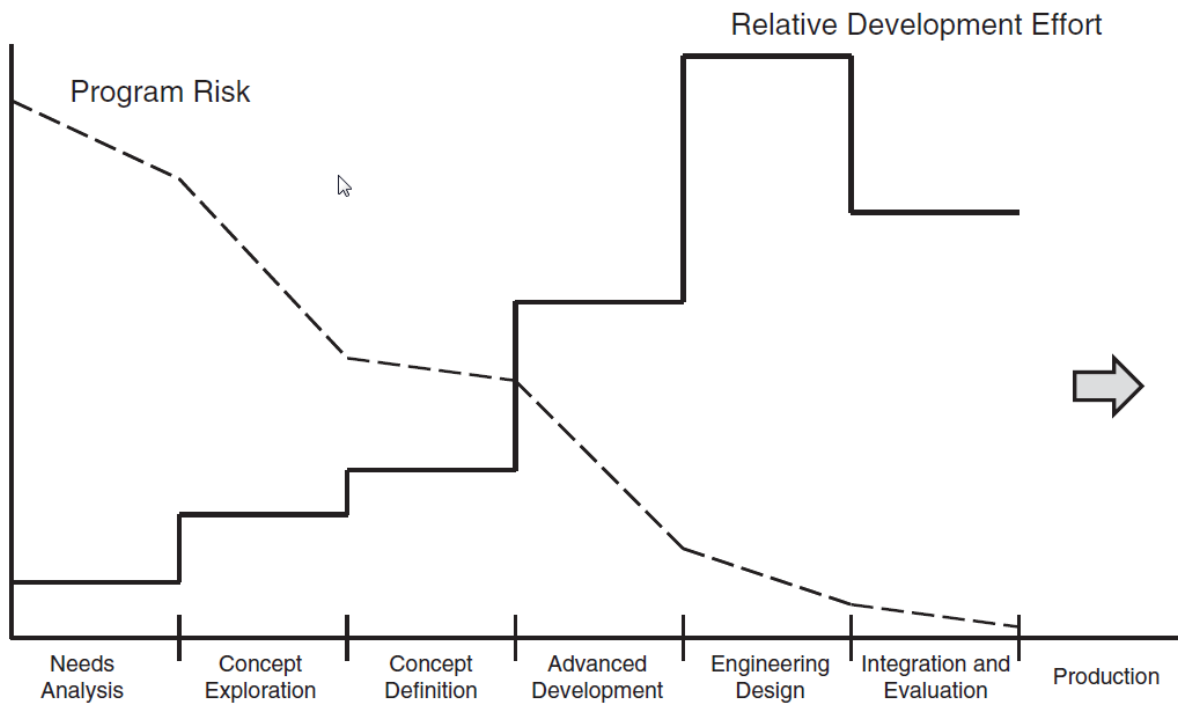 Relative Development Effort
Program Risk
Needs
Analysis
Concept
Exploration
Concept
Definition
Advanced
Development
Engineering
Design
Integration and
Evaluation
Production